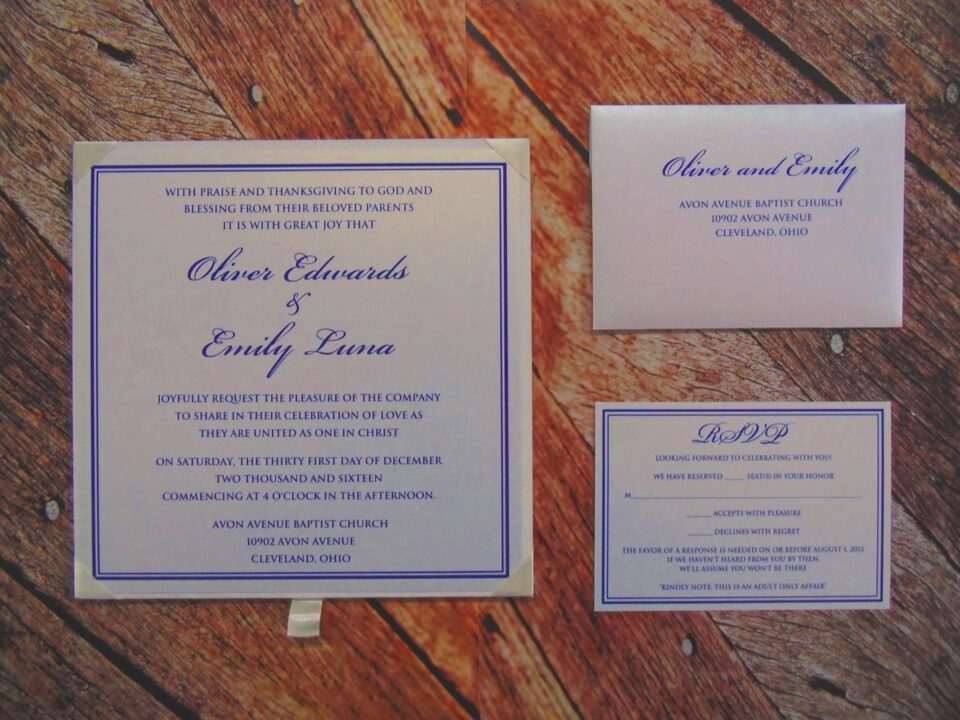 WITH PRAISE AND THANKSGIVING TO GOD AND
BLESSING FROM THEIR BELOVED PARENTS
IT IS WITH GREAT JOY THAT
Oliver Edwards
&
Emily Luna
JOYFULLY REQUEST THE PLEASURE OF THE COMPANY
TO SHARE IN THEIR CELEBRATION OF LOVE AS
THEY ARE UNITED AS ONE IN CHRIST
ON SATURDAY, THE THIRTY FIRST DAY OF DECEMBER
TWO THOUSAND AND SIXTEEN
COMMENCING AT 4 O'CLOCK IN THE AFTERNOON.
AVON AVENUE BAPTIST CHURCH
10902 AVON AVENUE
CLEVELAND, OHIO
Oliver and Emily
AVON AVENUE BAPTIST CHURCH
10902 AVON AVENUE
CLEVELAND, OHIO
RSVP
LOOKING FORWARD TO CELEBRATING WITH YOU!
WE HAVE RESERVED ____ SEAT(S) IN YOUR HONOR
M____________________
_____ ACCEPTS WITH PLEASURE
_____ DECLINES WITH REGRET
THE FAVOR OF A RESPONSE IS NEEDED ON OR BEFORE AUGUST 1, 2015
IF WE HAVEN'T HEARD FROM YOU BY THEN,
WE'LL ASSUME YOU WON'T BE THERE
"KINDLY NOTE, THIS IS AN ADULT ONLY AFFAIR"